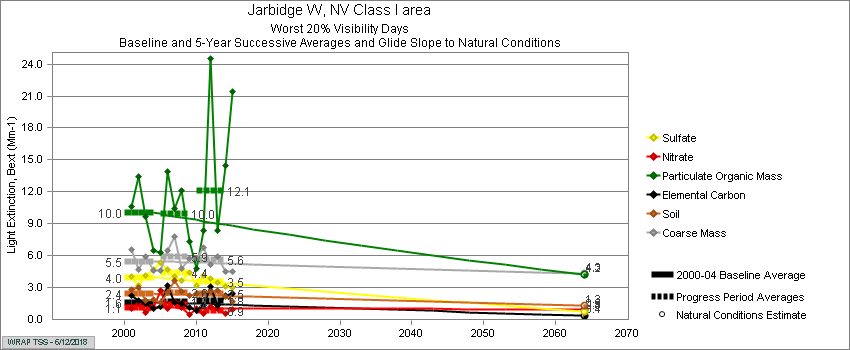 Jarbidge W, NV Class I area
Worst 20% Visibility Days
Baseline and 5-Year Successive Averages and Glide Slope to Natural Conditions
Light Extinction, Bext (Mm-1)
24.0
21.0
18.0
15.0
12.0
9.0
6.0
3.0
0.0
2000
2010
2020
2030
2040
2050
2060
2070
10.0
10.0
12.1
5.5
5.9
5.6
4.0
4.4
3.5
2.4
1.1
0.9
4.2
Sulfate
Nitrate
Particulate Organic Mass
Elemental Carbon
Soil
Coarse Mass
2000-04 Baseline Average
Progress Period Averages
Natural Conditions Estimate
WRAP TSS - 6/12/2018